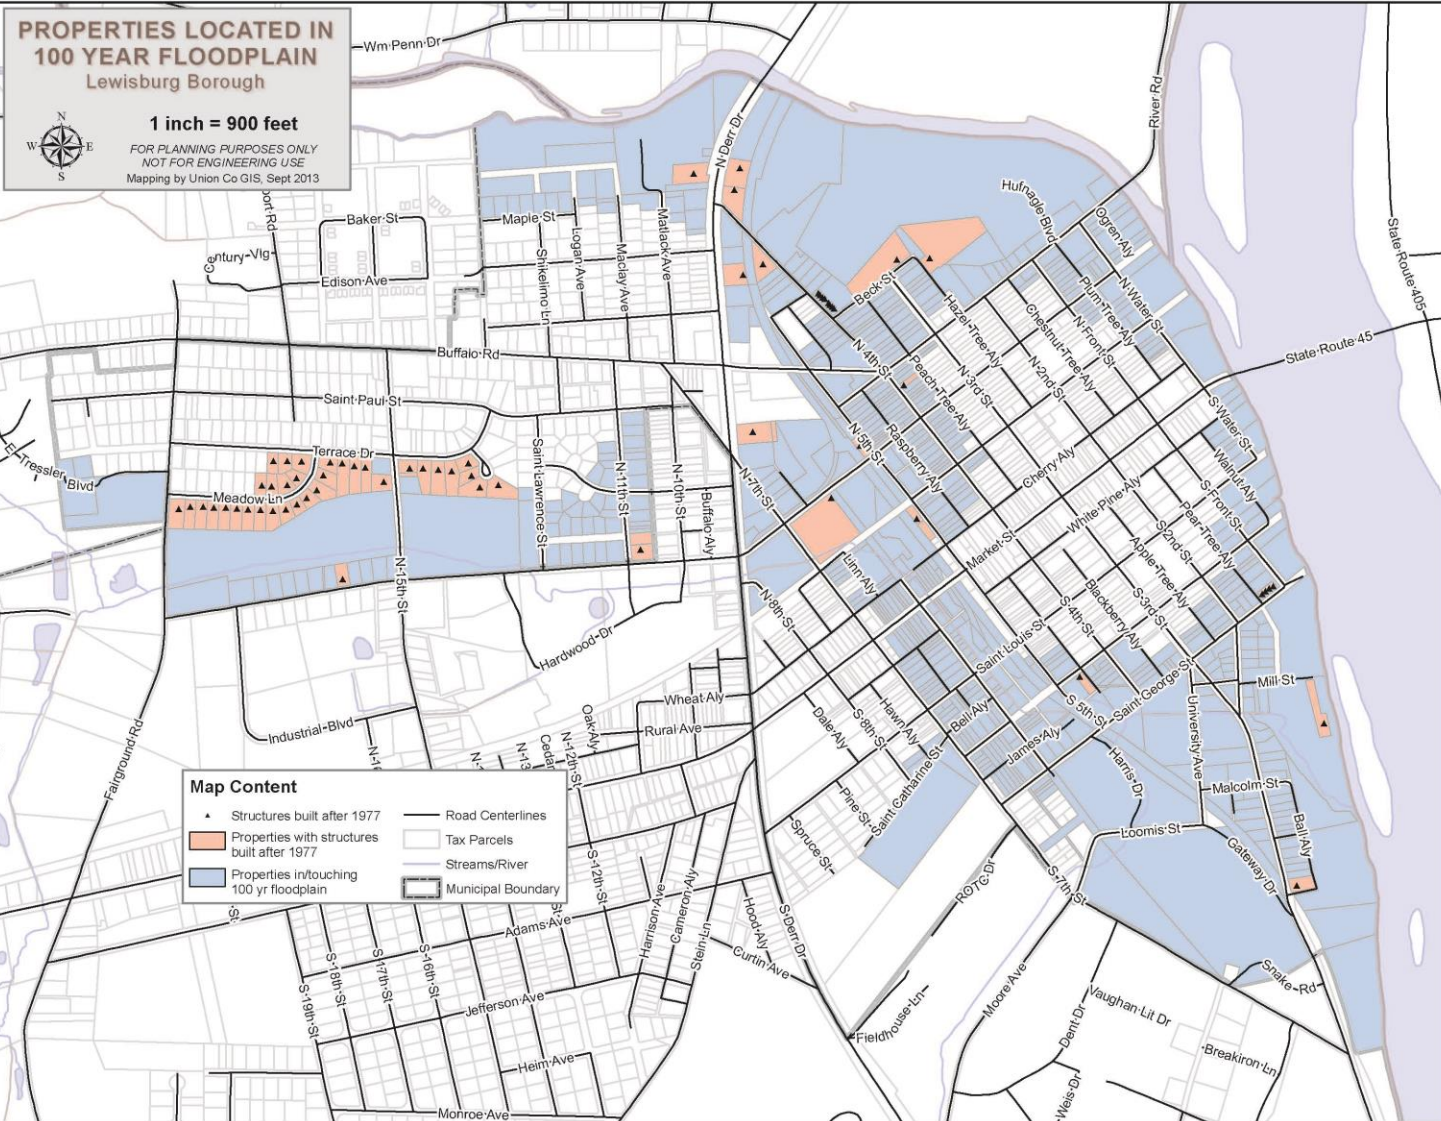 PROPERTIES LOCATED IN
100 YEAR FLOODPLAIN
Lewisburg Borough
N
W E
S
1 inch = 900 feet
FOR PLANNING PURPOSES ONLY
NOT FOR ENGINEERING USE
Mapping by Union Co GIS, Sept 2013
Wm Penn Dr
N Derr Dr
River Rd
State Route 405
State Route 45
Baker St
Century Vlg
Edison Ave
Maple St
Shikelimo Ln
Logan Ave
Maclay Ave
Matlack Ave
Hufnagle Blvd
Ogren Aly
N Water St
Plum Tree Aly
N Front St
Chestnut Tree Aly
N 2nd St
Hazel Tree Aly
N 3rd St
Peach Tree Aly
Beck St
N 4th St
Raspberry Aly
N 5th St
Buffalo Rd
Saint Paul St
Terrace Dr
Meadow Ln
E Tressler Blvd
Saint Lawrence St
N 11th St
N 10th St
Buffalo Aly
N 7th St
N 15th St
Cherry Aly
White Pine Aly
Market St
S Water St
Walnut Aly
S Front St
Pear Tree Aly
S 2nd St
Apple Tree Aly
S 3rd St
Blackberry Aly
S 4th St
Saint Louis St
Linn Aly
N 8th St
Hardwood Dr
Industrial Blvd
Fairground Rd
Wheat Aly
Rural Ave
Oak Aly
N 12th St
Cedar
N 13
Dale Aly
S 8th St
Hawn Aly
Bell Aly
Saint Catharine St
Pine St
Spruce St
James Aly
S 5th St
Saint George St
Mill St
University Ave
Harris Dr
Malcolm St
Ball Aly
Loomis St
Gateway Dr
S 7th St
ROTC Dr
Moore Ave
Snake Rd
Vaughan Lit Dr
Dent Dr
Breakiron Ln
Weis Dr
Fieldhouse Ln
S Derr Dr
Curtin Ave
Hood Aly
Stein Ln
Cameron Aly
Harrison Ave
S 12th St
Adams Ave
S 16th St
S 17th St
S 18th St
S 19th St
Jefferson Ave
Heim Ave
Monroe Ave
Map Content
Structures built after 1977
Properties with structures
built after 1977
Properties in/touching
100 yr floodplain
Road Centerlines
Tax Parcels
Streams/River
Municipal Boundary